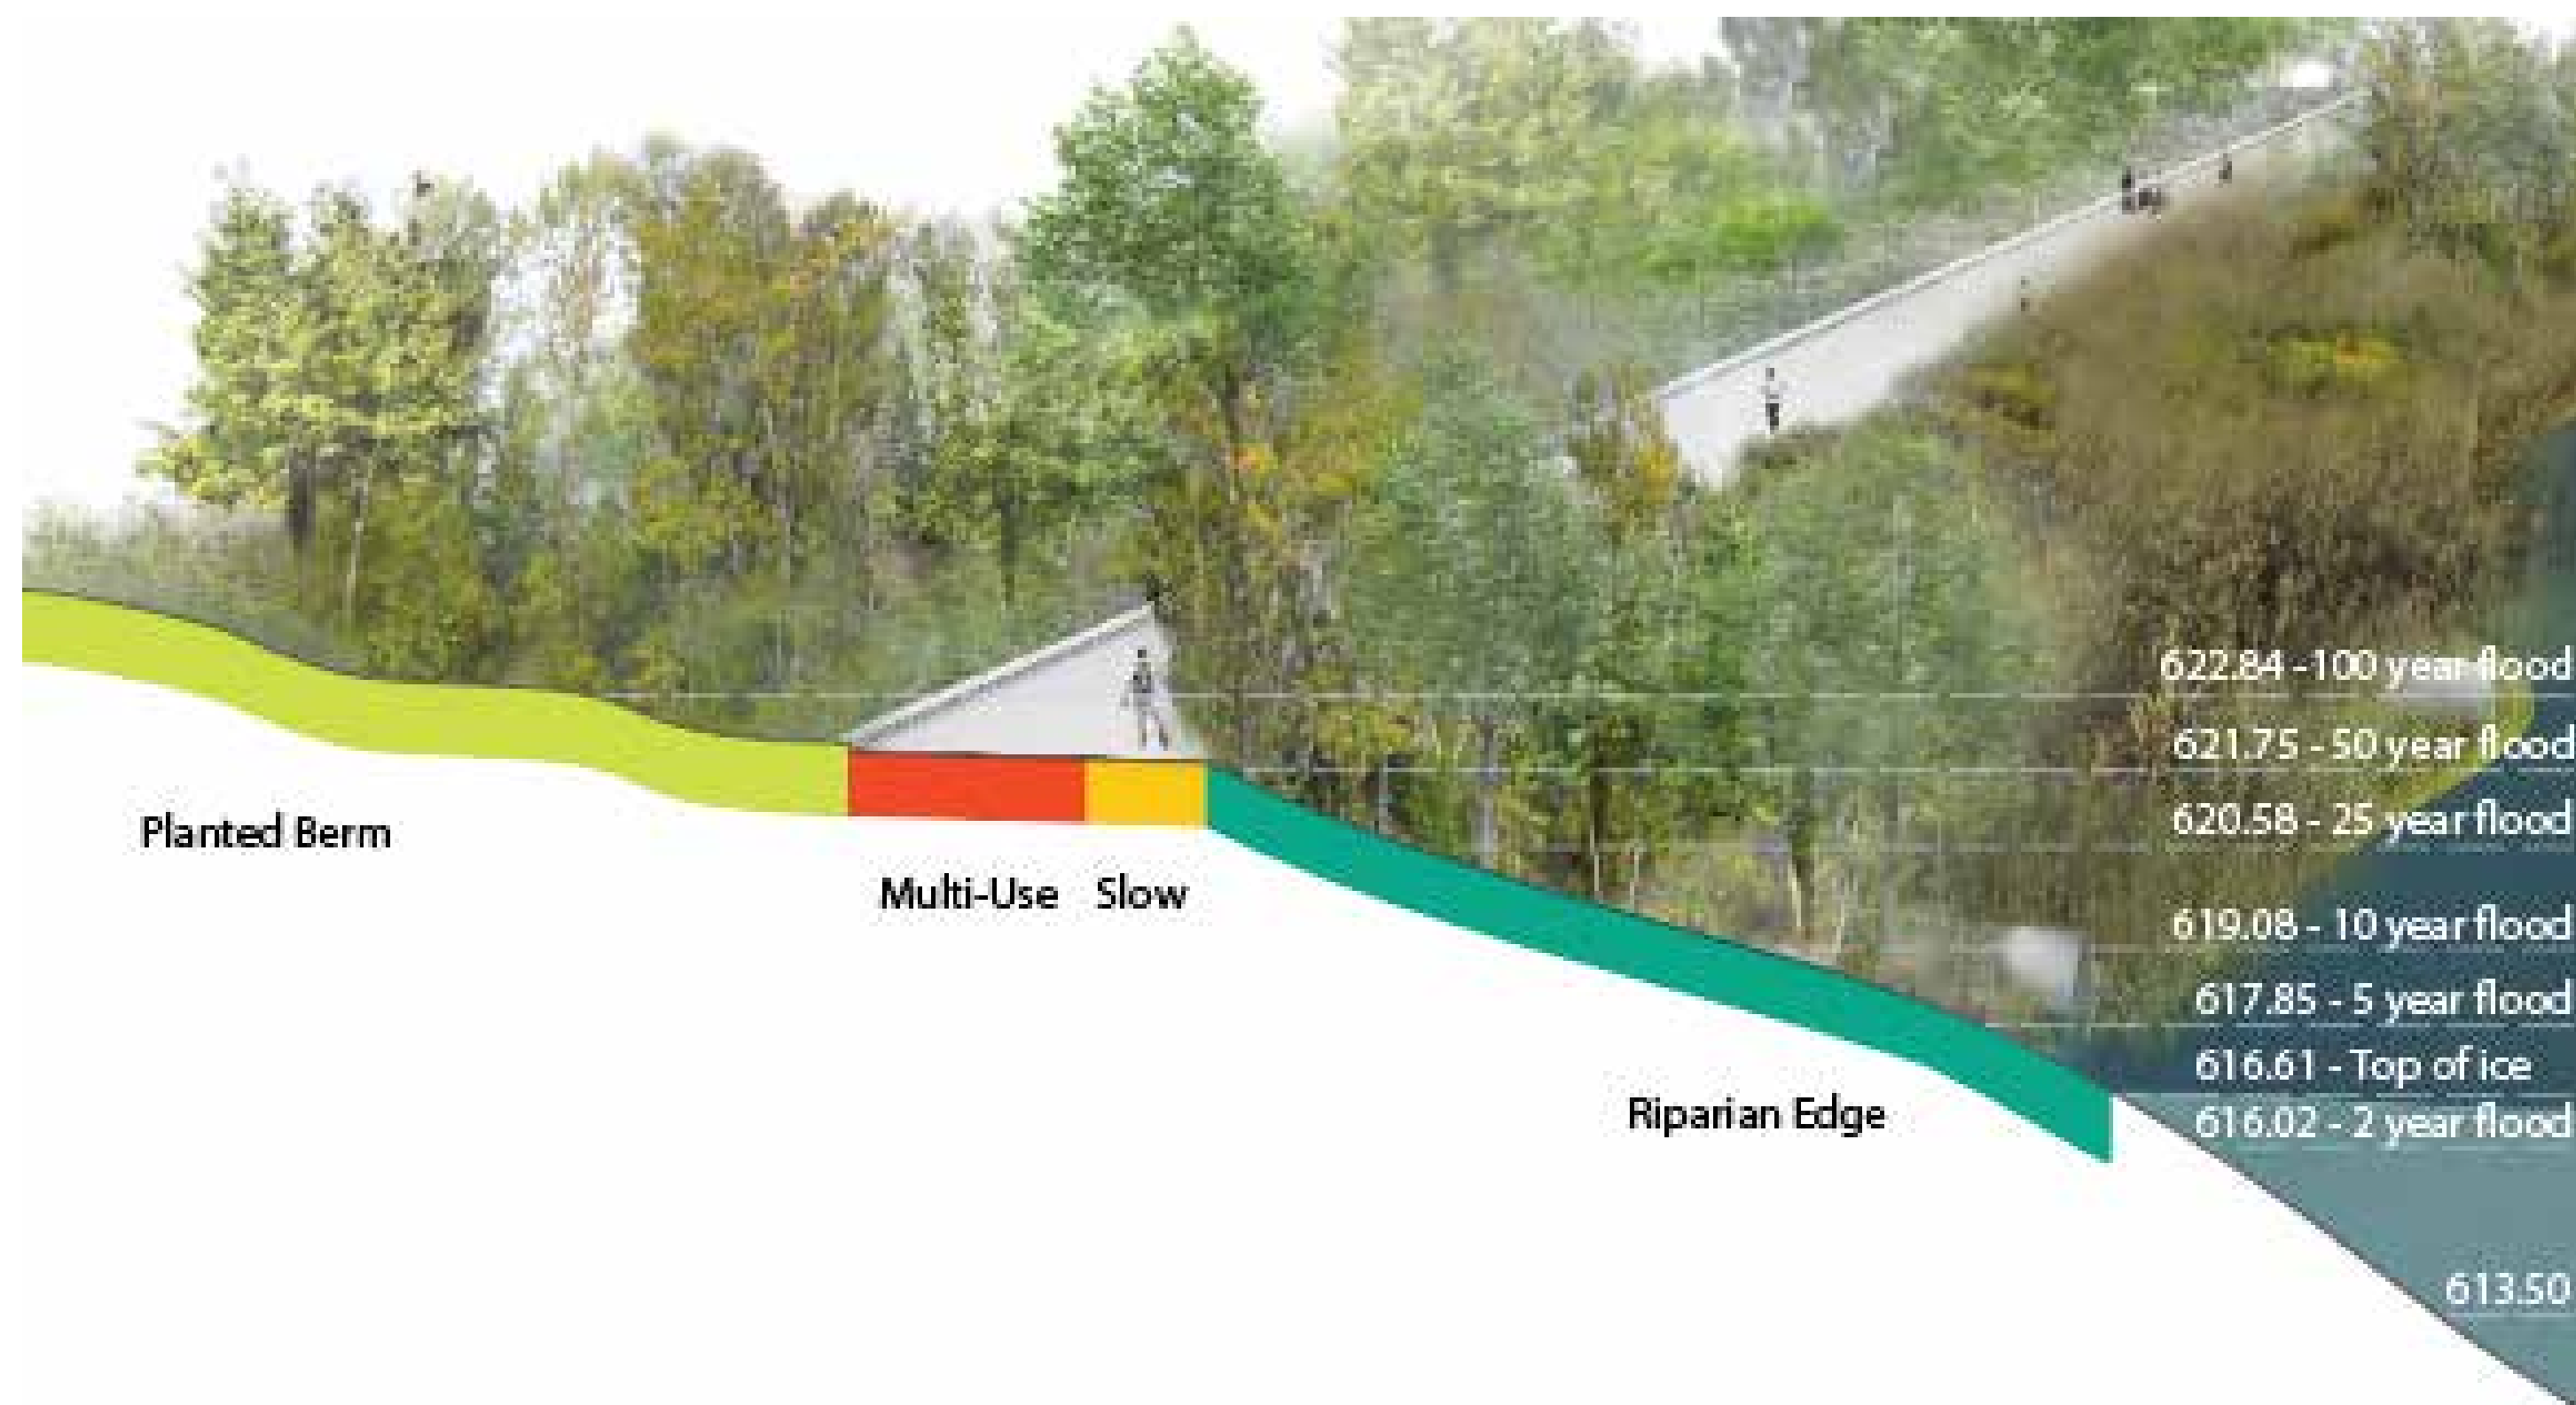 622.84 -100 year flood
621.75 - 50 year flood
620.58 - 25 year flood
619.08 - 10 year flood
617.85 - 5 year flood
616.61 - Top of ice
616.02 - 2 year flood
613.50
Planted Berm
Multi-Use
Slow
Riparian Edge